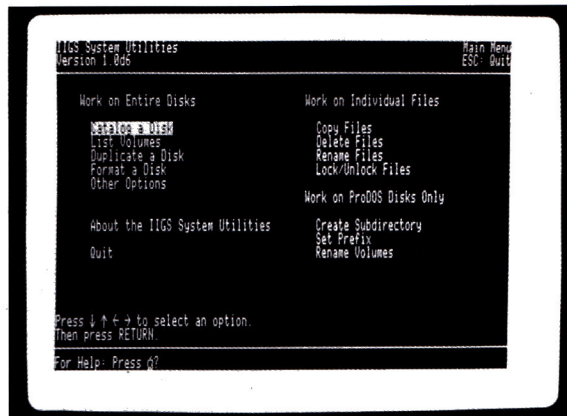 IIGS System Utilities
Main Menu
Version 1.0d6
ESC: Quit
Work on Entire Disks
Catalog a Disk
List Volumes
Duplicate a Disk
Format a Disk
Other Options
About the IIGS System Utilities
Quit
Work on Individual Files
Copy Files
Delete Files
Rename Files
Lock/Unlock Files
Work on ProDOS Disks Only
Create Subdirectory
Set Prefix
Rename Volumes
Press ↓ ↑ ← → to select an option.
Then press RETURN.
For Help: Press ?